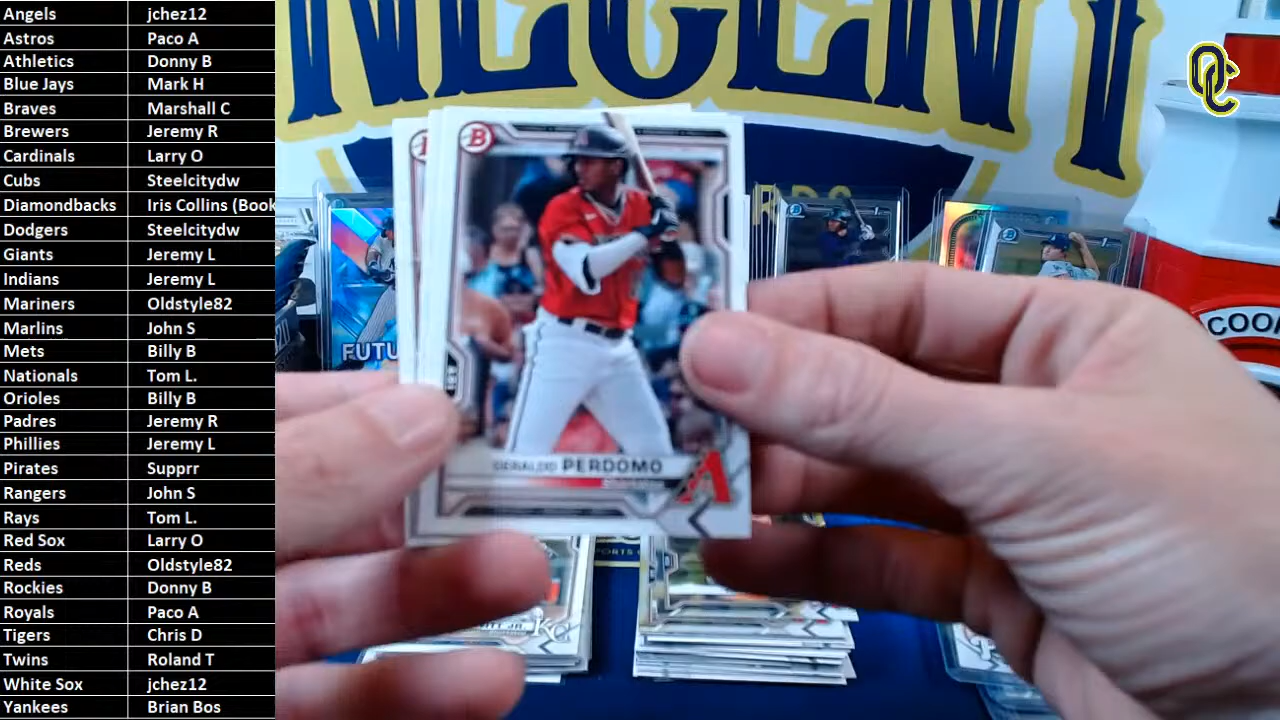 Angels jchez12
Astros Paco A
Athletics Donny B
Blue Jays Mark H
Braves Marshall C
Brewers Jeremy R
Cardinals Larry O
Cubs Steelcitydw
Diamondbacks Iris Collins (Book
Dodgers Steelcitydw
Giants Jeremy L
Indians Jeremy L
Mariners Oldstyle82
Marlins John S
Mets Billy B
Nationals Tom L.
Orioles Billy B
Padres Jeremy R
Phillies Jeremy L
Pirates Supprr
Rangers John S
Rays Tom L.
Red Sox Larry O
Reds Oldstyle82
Rockies Donny B
Royals Paco A
Tigers Chris D
Twins Roland T
White Sox jchez12
Yankees Brian Bos
OC
B
GERALDO PERDOMO
A
FUTU
COO
KC